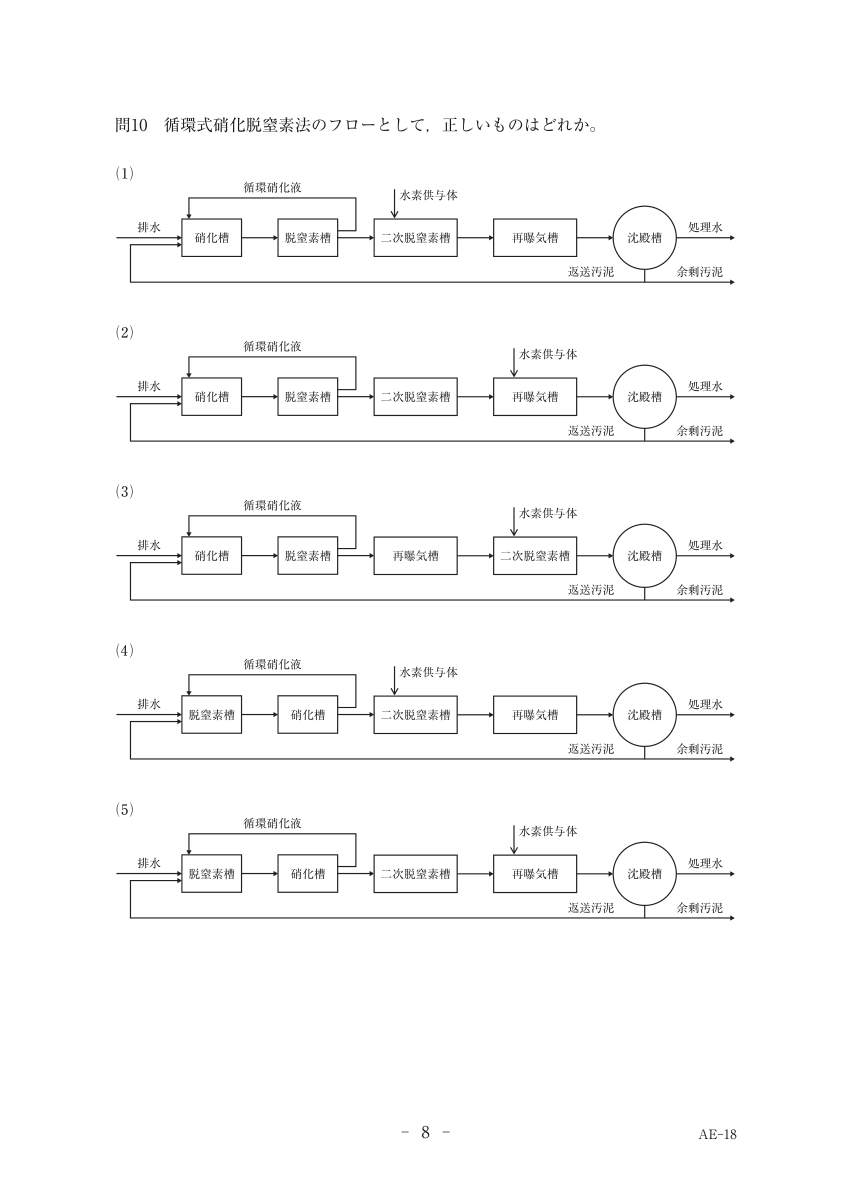 問10　循環式硝化脱窒素法のフローとして，正しいものはどれか。
(1)
循環硝化液
水素供与体
排水
硝化槽
脱窒素槽
二次脱窒素槽
再曝気槽
沈殿槽
処理水
返送汚泥
余剰汚泥
(2)
循環硝化液
水素供与体
排水
硝化槽
脱窒素槽
二次脱窒素槽
再曝気槽
沈殿槽
処理水
返送汚泥
余剰汚泥
(3)
循環硝化液
水素供与体
排水
硝化槽
脱窒素槽
再曝気槽
二次脱窒素槽
沈殿槽
処理水
返送汚泥
余剰汚泥
(4)
循環硝化液
水素供与体
排水
脱窒素槽
硝化槽
二次脱窒素槽
再曝気槽
沈殿槽
処理水
返送汚泥
余剰汚泥
(5)
循環硝化液
水素供与体
排水
脱窒素槽
硝化槽
二次脱窒素槽
再曝気槽
沈殿槽
処理水
返送汚泥
余剰汚泥
－ 8 －
AE−18